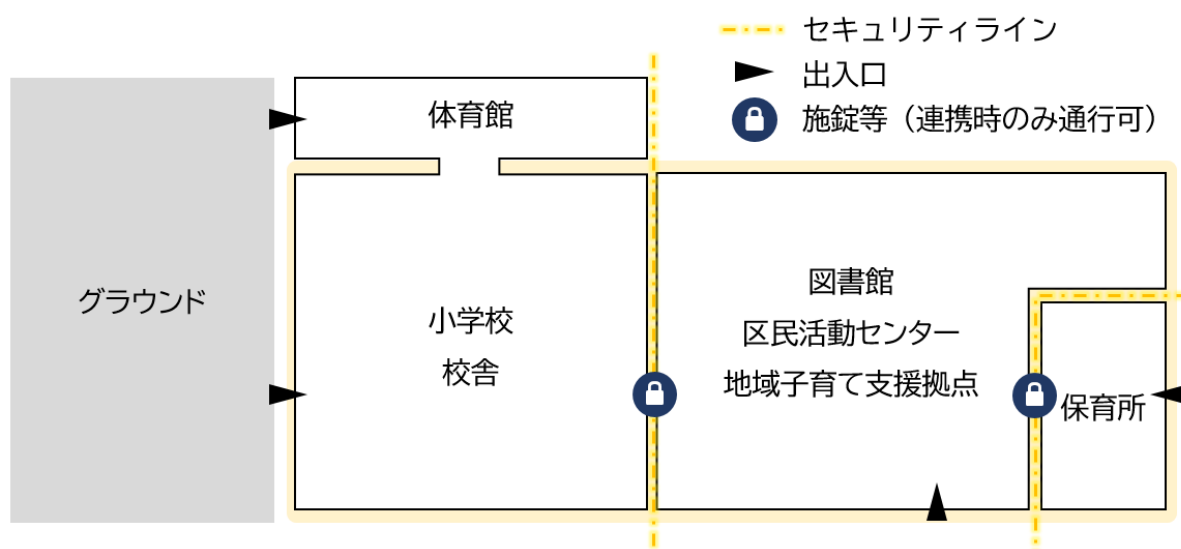 セキュリティライン
出入口
施錠等（連携時のみ通行可）
体育館
グラウンド
小学校
校舎
図書館
区民活動センター
地域子育て支援拠点
保育所